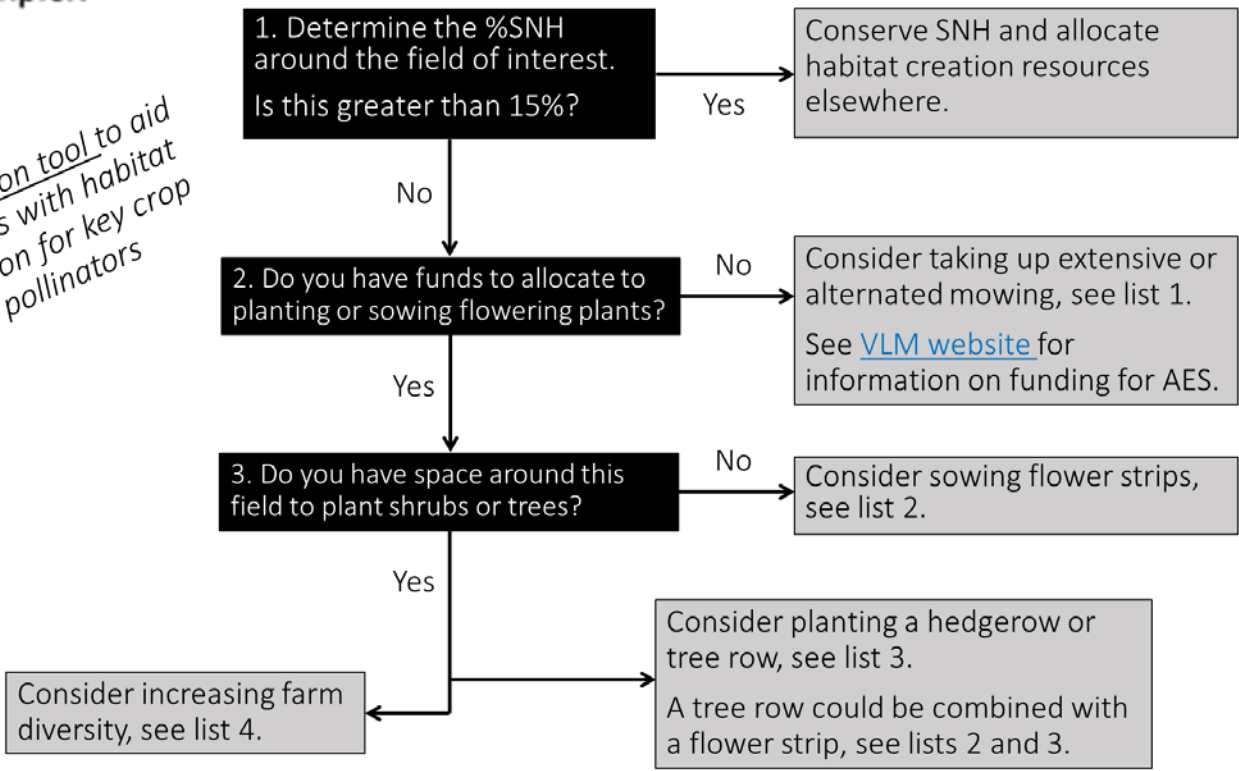 1. Determine the %SNH
around the field of interest.
Is this greater than 15%?
Yes
Conserve SNH and allocate
habitat creation resources
elsewhere.
tool to aid
with habitat
for key crop
pollinators
No
2. Do you have funds to allocate to
planting or sowing flowering plants?
No
Consider taking up extensive or
alternated mowing, see list 1.
See VLM website for
information on funding for AES.
Yes
3. Do you have space around this
field to plant shrubs or trees?
No
Consider sowing flower strips,
see list 2.
Yes
Consider planting a hedgerow or
tree row, see list 3.
A tree row could be combined with
a flower strip, see lists 2 and 3.
Consider increasing farm
diversity, see list 4.